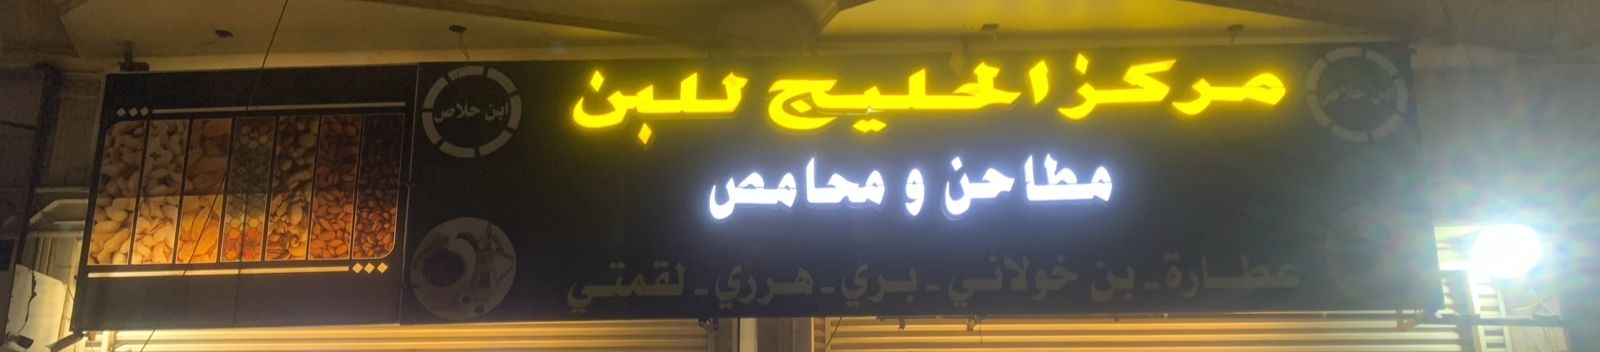 مركز الخليج للبن
مطاحن و محامص
عطارة - بن خولاني - بري - هرري - لقمتي
ابن حلاص
ابن حلاص